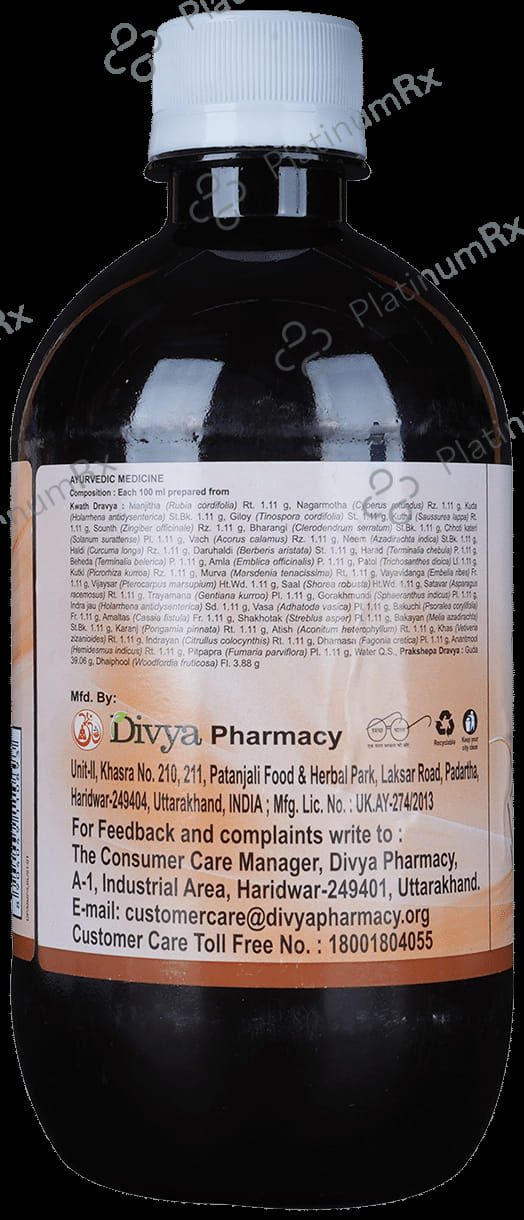 PlatinumRx
PlatinumRx
PlatinumRx
AYURVEDIC MEDICINE
Composition : Each 100 ml prepared from
Kwath Dravya : Manjitha (Rubia cordifolia) Rt. 1.11 g, Nagarmotha (Cyperus rotundus) Rz. 1.11 g, Kuda
(Holarrhena antidysenterica) St.Bk. 1.11 g, Giloy (Tinospora cordifolia) St. 1.11 g, Kutha (Saussurea lappa) Rt.
1.11 g, Sounth (Zingiber officinale) Rz. 1.11 g, Bharangi (Clerodendrum serratum) St.Bk. 1.11 g, Chhoti kateri
(Solanum surattense) Pl. 1.11 g, Vach (Acorus calamus) Rz. 1.11 g, Neem (Azadirachta indica) St.Bk. 1.11 g,
Haldi (Curcuma longa) Rz. 1.11 g, Daruhaldi (Berberis aristata) St. 1.11 g, Harad (Terminalia chebula) P. 1.11 g,
Beheda (Terminalia belerica) P. 1.11 g, Amla (Emblica officinalis) P. 1.11 g, Patol (Trichosanthes dioica) Lf. 1.11 g,
Kutki (Picrorhiza kurroa) Rz. 1.11 g, Murva (Marsdenia tenacissima) Rt. 1.11 g, Vayavidanga (Embelia ribes) Fr.
1.11 g, Vijaysar (Pterocarpus marsupium) Ht.Wd. 1.11 g, Saal (Shorea robusta) 1.11 g, Satavar (Asparagus
racemosus) Rt. 1.11 g, Trayamana (Gentiana kurroo) Pl. 1.11 g, Gorakhmundi (Sphaeranthus indicus) Pl. 1.11 g,
Indra jau (Holarrhena antidysenterica) Sd. 1.11 g, Vasa (Adhatoda vasica) Pl. 1.11 g, Bakuchi (Psoralea corylifolia)
Fr. 1.11 g, Amaltas (Cassia fistula) Fr. 1.11 g, Shakhotak (Streblus asper) Pl. 1.11 g, Bakayan (Melia azadirachta)
St.Bk. 1.11 g, Karanj (Pongamia pinnata) Rt. 1.11 g, Atish (Aconitum heterophyllum) Rt. 1.11 g, Khas (Vetiveria
zizanioides) Rt. 1.11 g, Indrayan (Citrullus colocynthis) Rt. 1.11 g, Dhamasa (Fagonia cretica) Pl. 1.11 g, Anantmool
(Hemidesmus indicus) Rt. 1.11 g, Pitpapra (Fumaria parviflora) Pl. 1.11 g, Water Q.S., Prakshepa Dravya : Guda
39.06 g, Dhaiphool (Woodfordia fruticosa) Fl. 3.88 g
Mfd. By:
Divya Pharmacy
Recyclable
Keep your
city clean
Unit-II, Khasra No. 210, 211, Patanjali Food & Herbal Park, Laksar Road, Padartha,
Haridwar-249404, Uttarakhand, INDIA ; Mfg. Lic. No. : UK.AY-274/2013
For Feedback and complaints write to :
The Consumer Care Manager, Divya Pharmacy,
A-1, Industrial Area, Haridwar-249401, Uttarakhand.
E-mail: customercare@divyapharmacy.org
Customer Care Toll Free No. : 18001804055